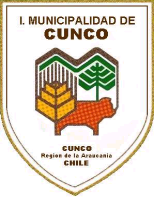 I. MUNICIPALIDAD DE
CUNCO
CUNCO
Region de la Araucania
CHILE